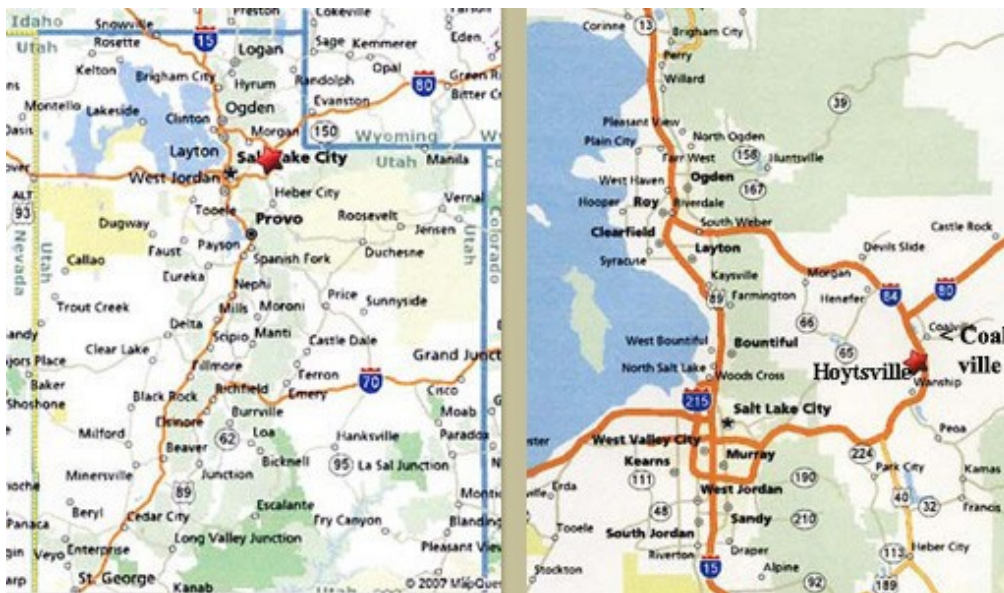 Idaho
Utah
Snowville
Preston
Lokeville
Farson
Rosette
15
Logan
Sage
Kemmerer
Eden
Kelton
Opal
Brigham City
Hyrum
Randolph
80
Green
Montello
Lakeside
Ogden
Evanston
Bitter
Clinton
Morgan
150
Wyoming
Layton
Salt Lake City
Utah
Manila
West Jordan
Heber City
ALT
93
Tooele
Vernal
Dugway
Provo
Roosevelt
Jensen
Nevada
Utah
Faust
Payson
Duchesne
Utah
Colorado
Callao
Spanish Fork
Eureka
Nephi
Trout Creek
Mills
Moroni
Price
Sunnyside
Delta
Scipio
Manti
Castle Dale
Clear Lake
Grand Junc
Baker
Fillmore
Ferron
70
Shoshone
Richfield
Emery
Cisco
Black Rock
Burrville
Moab
Elsinore
Milford
62
Loa
Hanksville
Paradox
Beaver
Bicknell
95
La Sal Junction
Minersville
Junction
89
Escalante
Beryl
Cedar City
Fry Canyon
Blanding
Panaca
Long Valley Junction
Pleasant View
Veyo
Enterprise
St. George
Kanab
© 2007 MapQues
Corinne
13
Brigham City
Perry
Willard
39
Pleasant View
North Ogden
Plain City
Farr West
158
Huntsville
West Haven
Ogden
167
Hooper
Roy
Riverdale
South Weber
Castle Rock
Clearfield
Devils Slide
Syracuse
Layton
Morgan
Kaysville
Henefer
84
80
89
Farmington
66
Coalville
< Coal
ville
West Bountiful
Bountiful
65
Hoytsville
North Salt Lake
Woods Cross
Wanship
215
Salt Lake City
Peoa
West Valley City
Murray
224
Kearns
Park City
Kamas
111
190
West Jordan
40
32
Francis
Erda
48
Sandy
210
Tooele
South Jordan
Riverton
Draper
113
Heber City
Stockton
15
Alpine
92
189